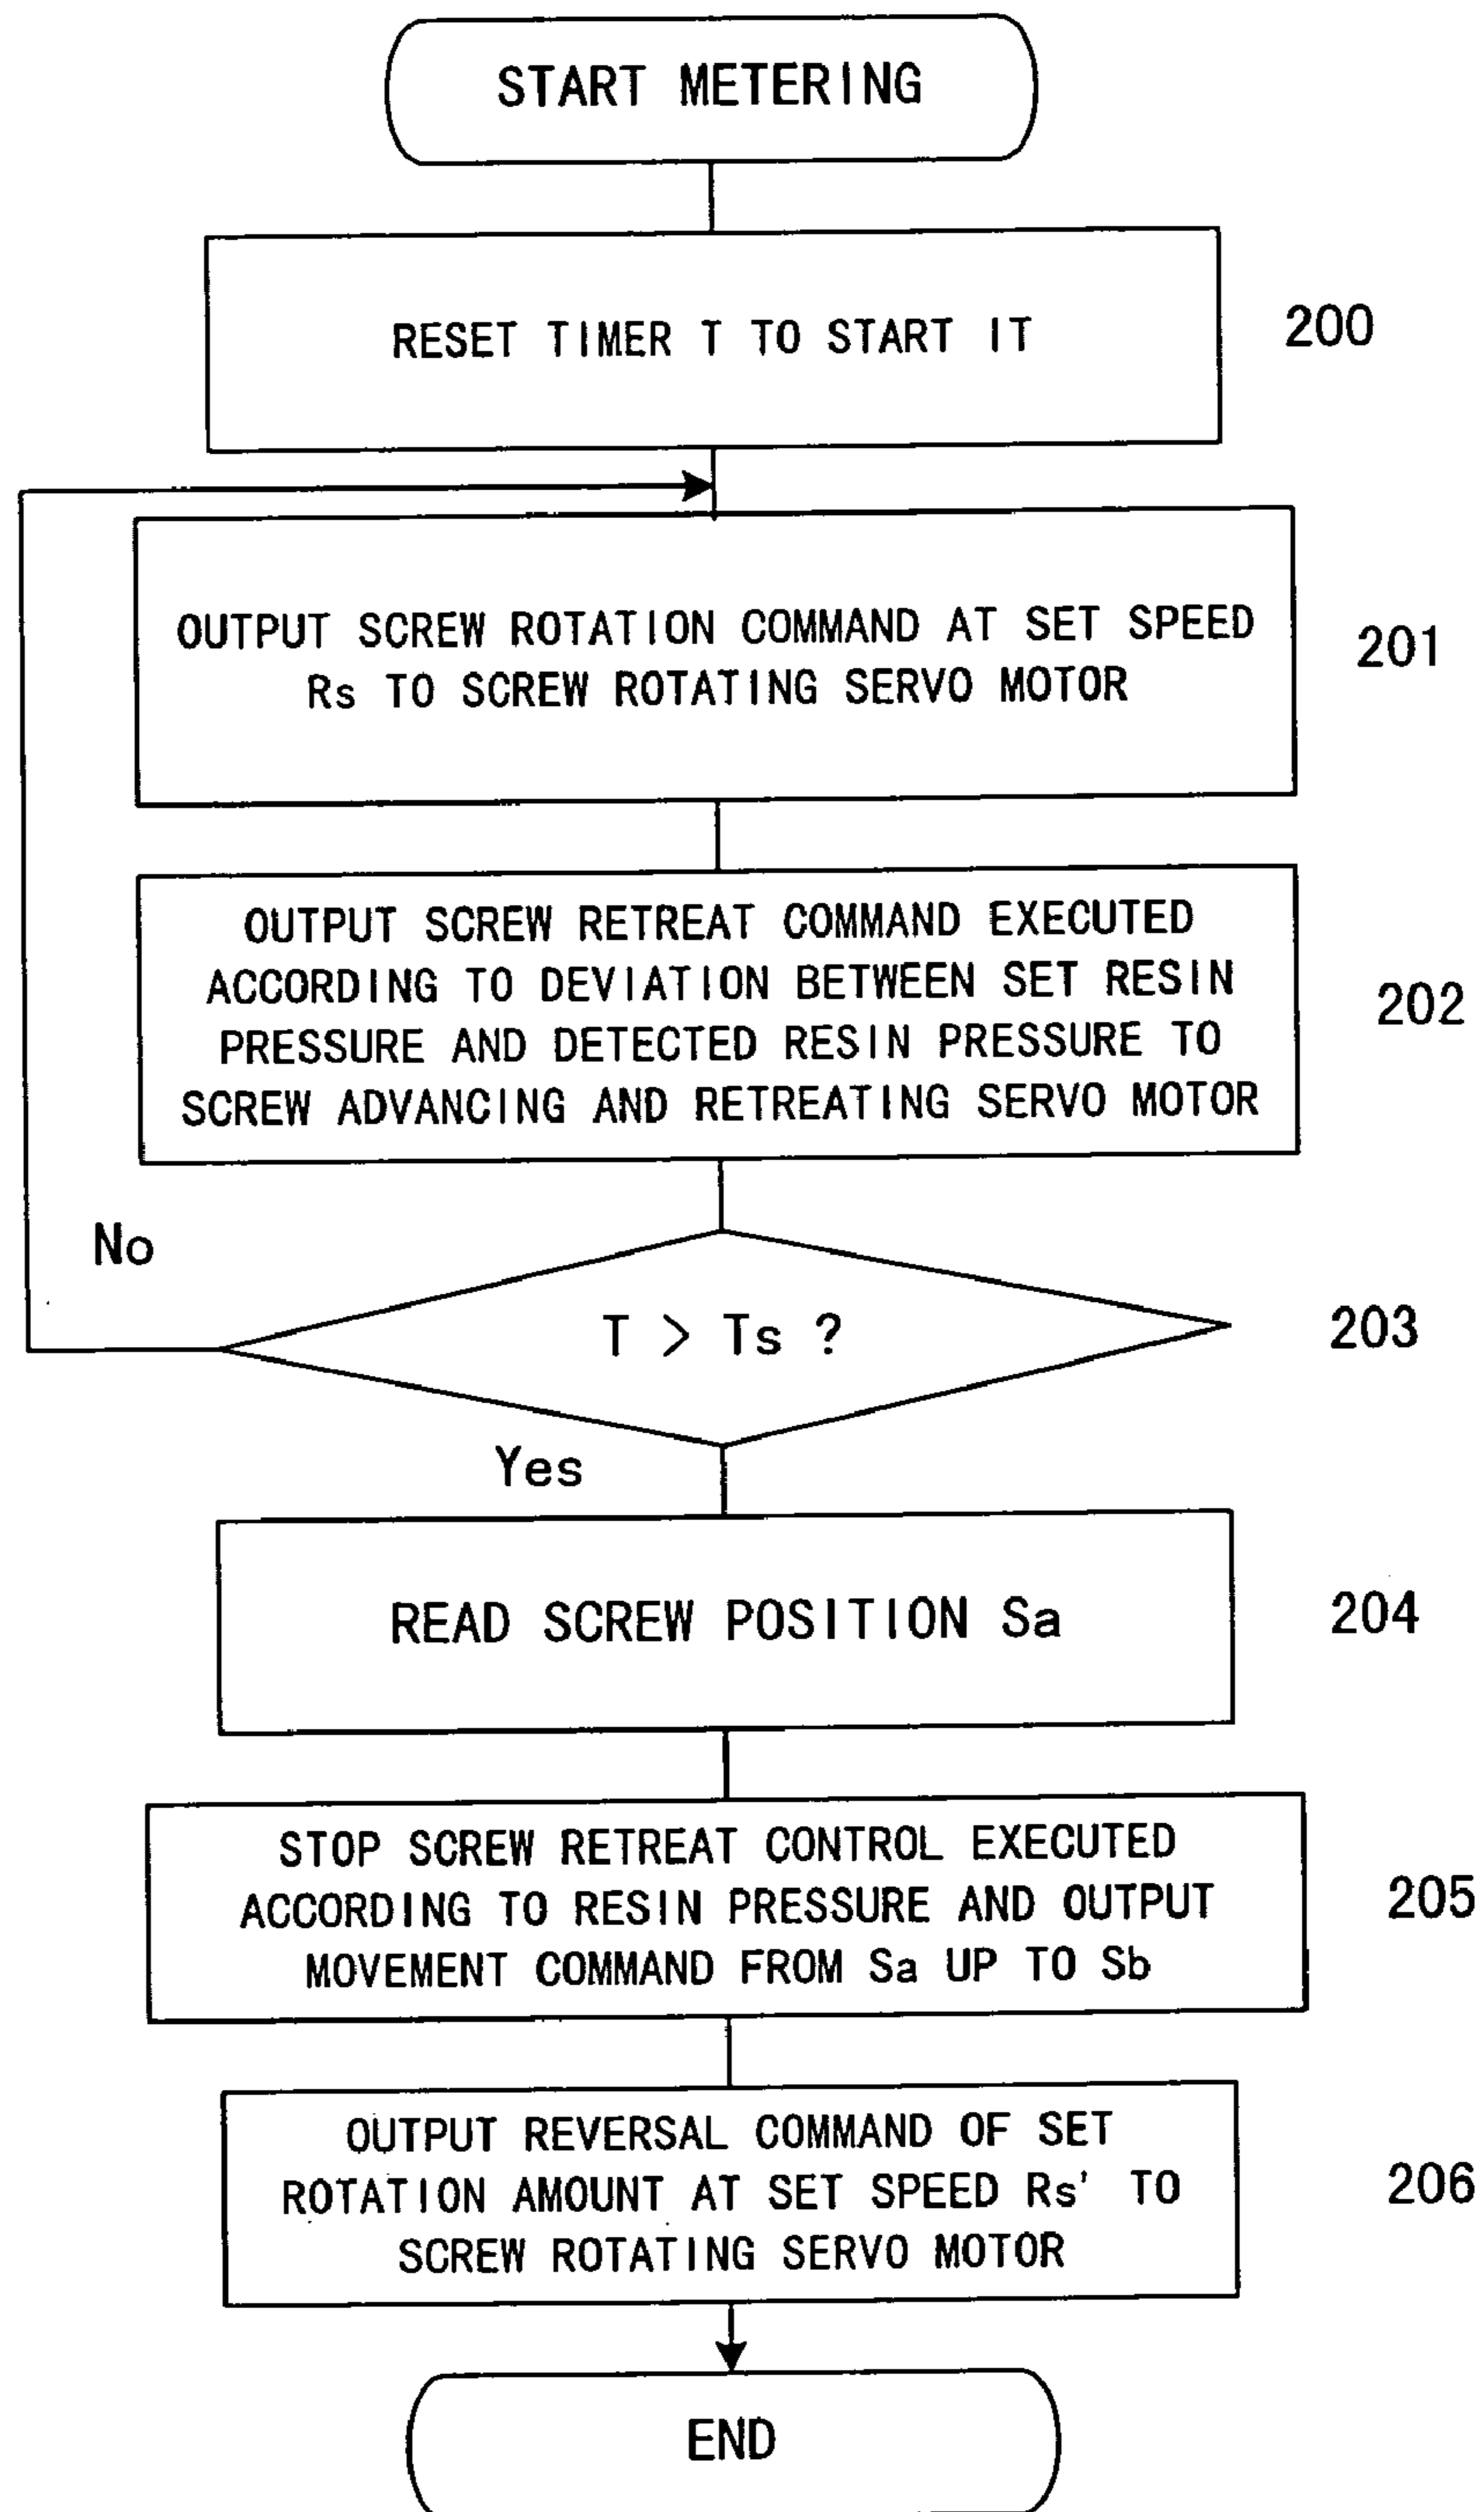 START METERING
RESET TIMER T TO START IT
200
OUTPUT SCREW ROTATION COMMAND AT SET SPEED
Rs TO SCREW ROTATING SERVO MOTOR
201
OUTPUT SCREW RETREAT COMMAND EXECUTED
ACCORDING TO DEVIATION BETWEEN SET RESIN
PRESSURE AND DETECTED RESIN PRESSURE TO
SCREW ADVANCING AND RETREATING SERVO MOTOR
202
No
T > Ts ?
203
Yes
READ SCREW POSITION Sa
204
STOP SCREW RETREAT CONTROL EXECUTED
ACCORDING TO RESIN PRESSURE AND OUTPUT
MOVEMENT COMMAND FROM Sa UP TO Sb
205
OUTPUT REVERSAL COMMAND OF SET
ROTATION AMOUNT AT SET SPEED Rs' TO
SCREW ROTATING SERVO MOTOR
206
END